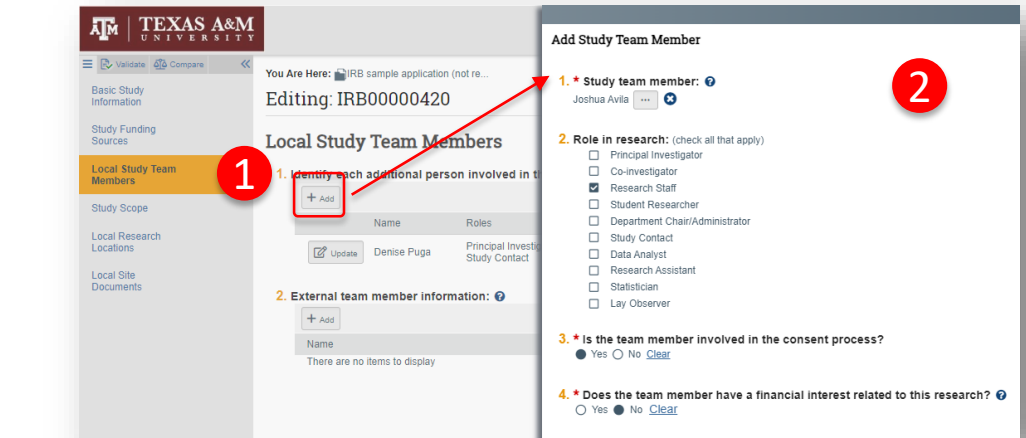 TEXAS A&M
UNIVERSITY
Validate Compare
Basic Study
Information
Study Funding
Sources
Local Study Team
Members
Study Scope
Local Research
Locations
Local Site
Documents
1
You Are Here: IRB sample application (not re...
Editing: IRB00000420
Local Study Team Members
1. Identify each additional person involved in
+ Add
Name Roles
Update Denise Puga Principal
Study Contact
2. External team member information: ?
+ Add
Name
There are no items to display
Add Study Team Member
2
1. * Study team member: ?
Joshua Avila ...
2. Role in research: (check all that apply)
Principal Investigator
Co-investigator
Research Staff
Student Researcher
Department Chair/Administrator
Study Contact
Data Analyst
Research Assistant
Statistician
Lay Observer
3. * Is the team member involved in the consent process?
Yes No Clear
4. * Does the team member have a financial interest related to this research? ?
Yes No Clear